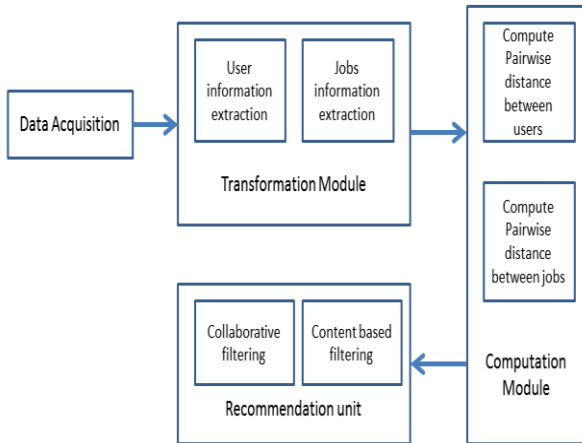 Data Acquisition
User
information
extraction
Jobs
information
extraction
Transformation Module
Compute
Pairwise
distance
between
users
Compute
Pairwise
distance
between jobs
Computation
Module
Collaborative
filtering
Content based
filtering
Recommendation unit